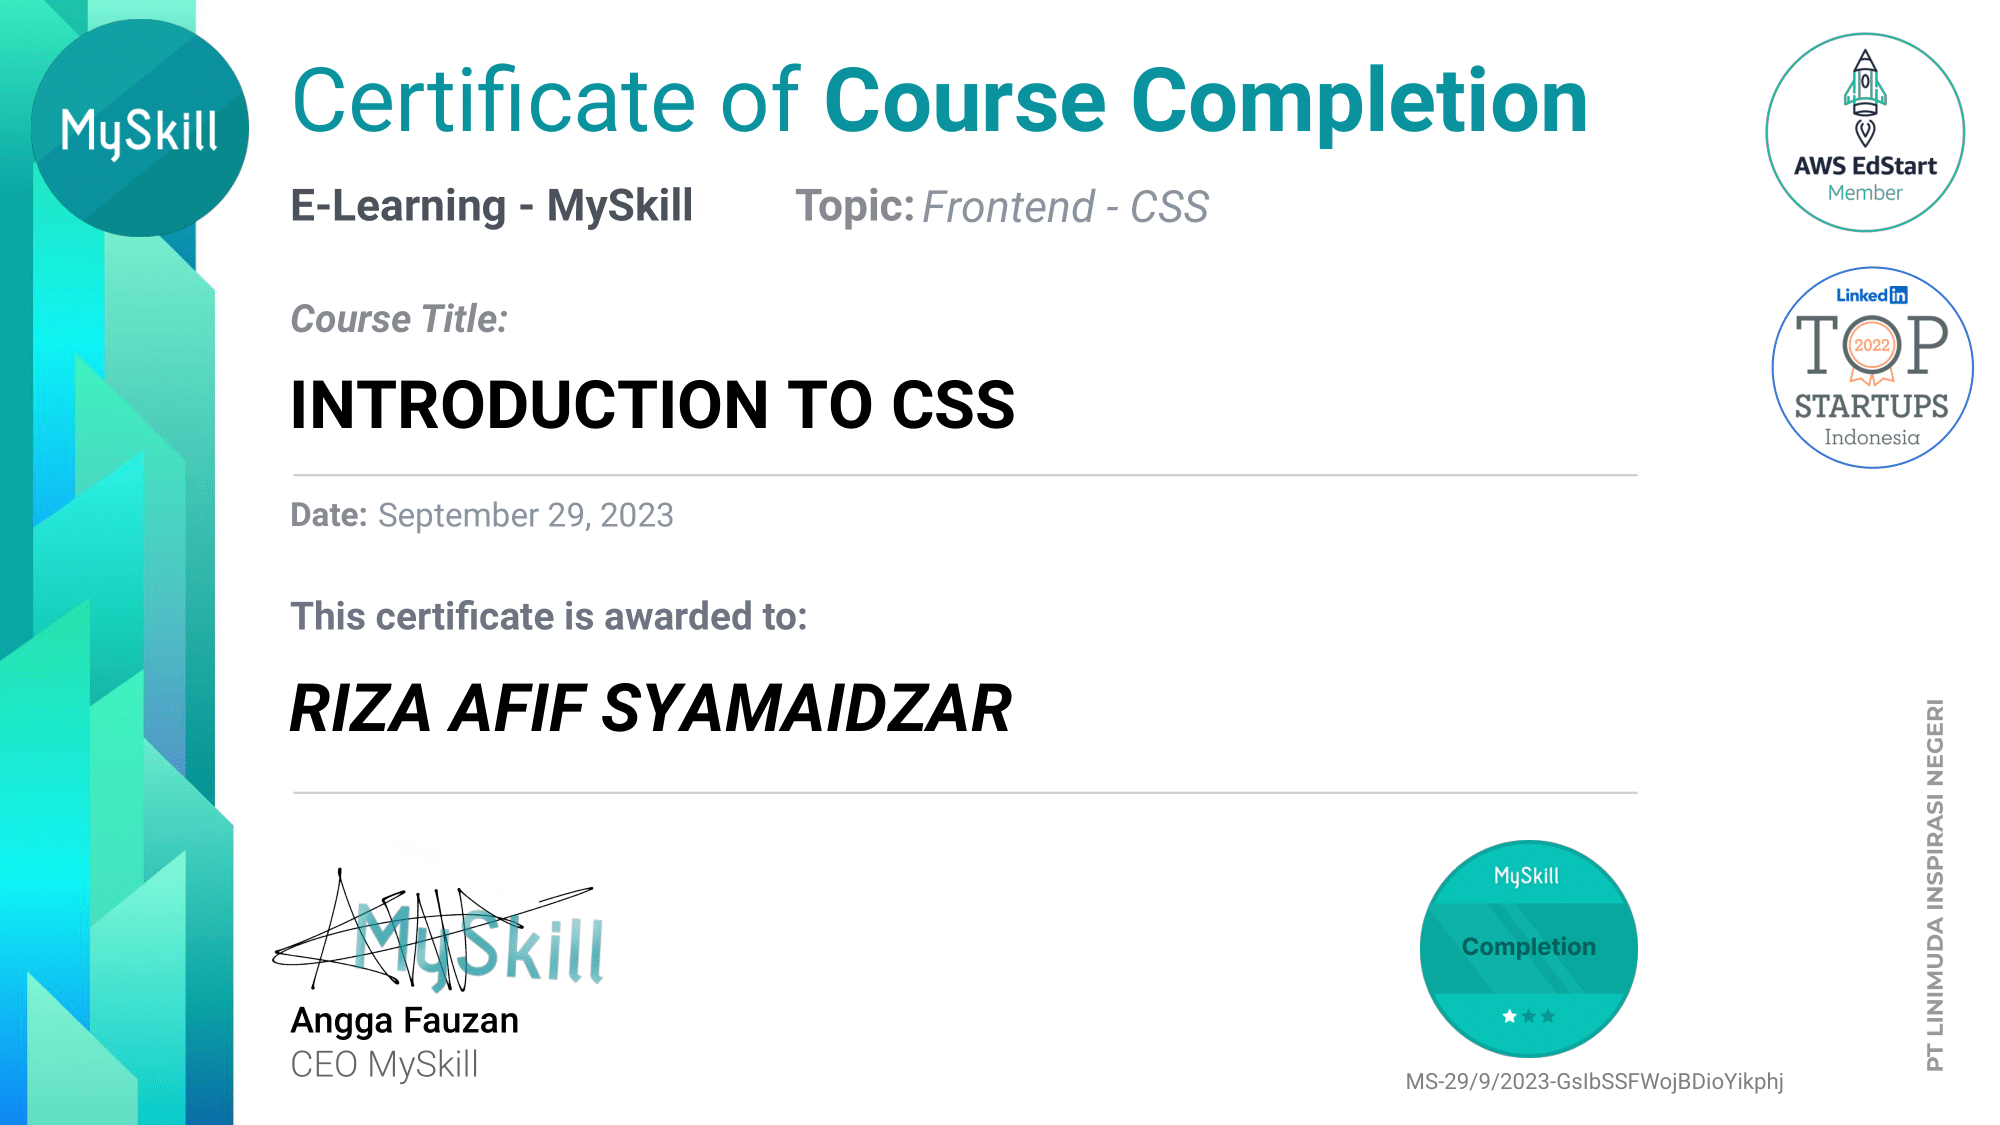 MySkill
Certificate of Course Completion
E-Learning - MySkill
Topic: Frontend - CSS
AWS EdStart
Member
Course Title:
INTRODUCTION TO CSS
LinkedIn
TOP
2022
STARTUPS
Indonesia
Date: September 29, 2023
This certificate is awarded to:
RIZA AFIF SYAMAIDZAR
MySkill
Angga Fauzan
CEO MySkill
MySkill
Completion
MS-29/9/2023-GsIbSSFWojBDioYikphj
PT LINIMUDA INSPIRASI NEGERI